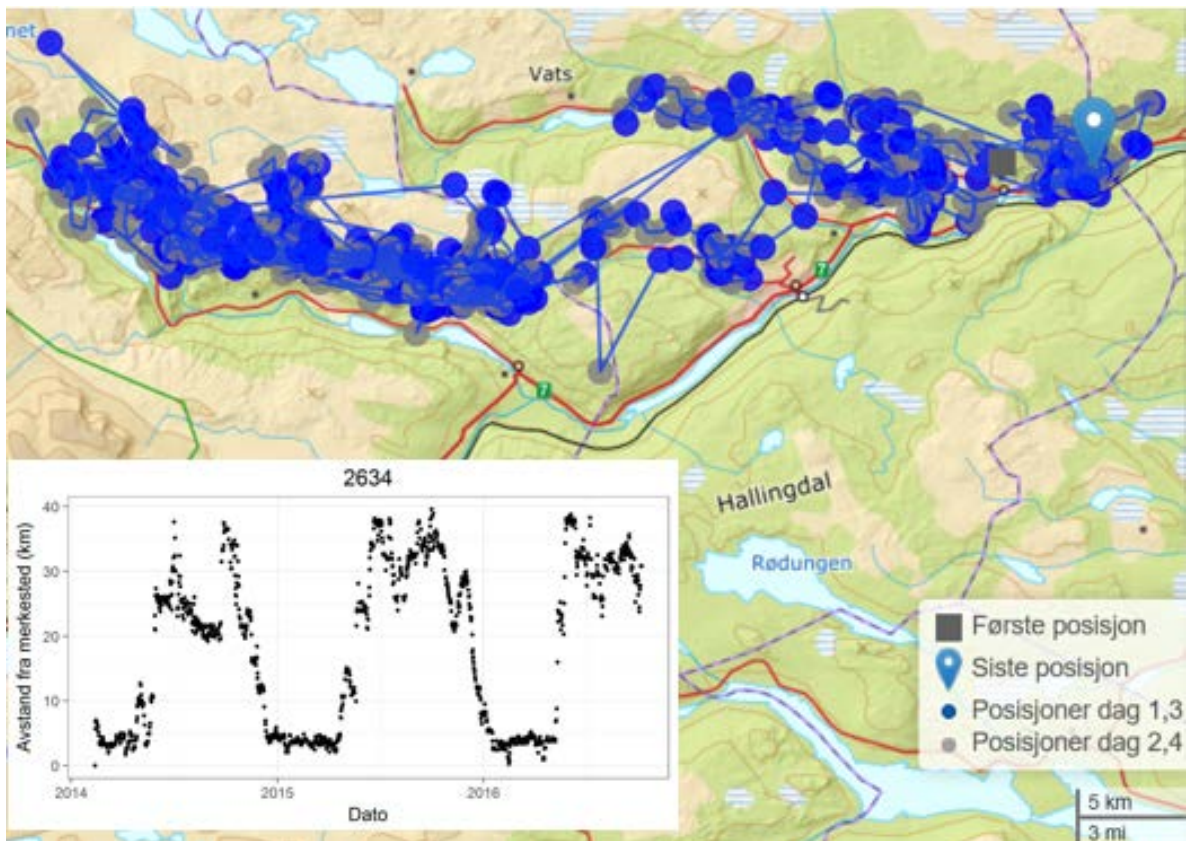 net
Vats
7
7
Hallingdal
Rødungen
2634
Avstand fra merkested (km)
40
30
20
10
0
2014
2015
2016
Dato
Første posisjon
Siste posisjon
Posisjoner dag 1,3
Posisjoner dag 2,4
5 km
3 mi